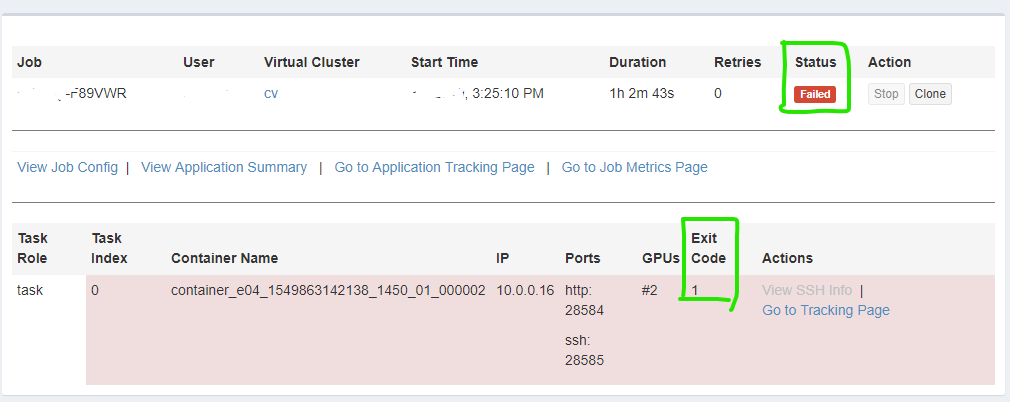 Job User Virtual Cluster Start Time Duration Retries Status Action
-F89VWR cv 3:25:10 PM 1h 2m 43s 0 Failed Stop Clone
View Job Config | View Application Summary | Go to Application Tracking Page | Go to Job Metrics Page
Task Role Task Index Container Name IP Ports GPUs Exit Code Actions
task 0 container_e04_1549863142138_1450_01_000002 10.0.0.16 http: 28584 #2 1 View SSH Info |
Go to Tracking Page
ssh:
28585